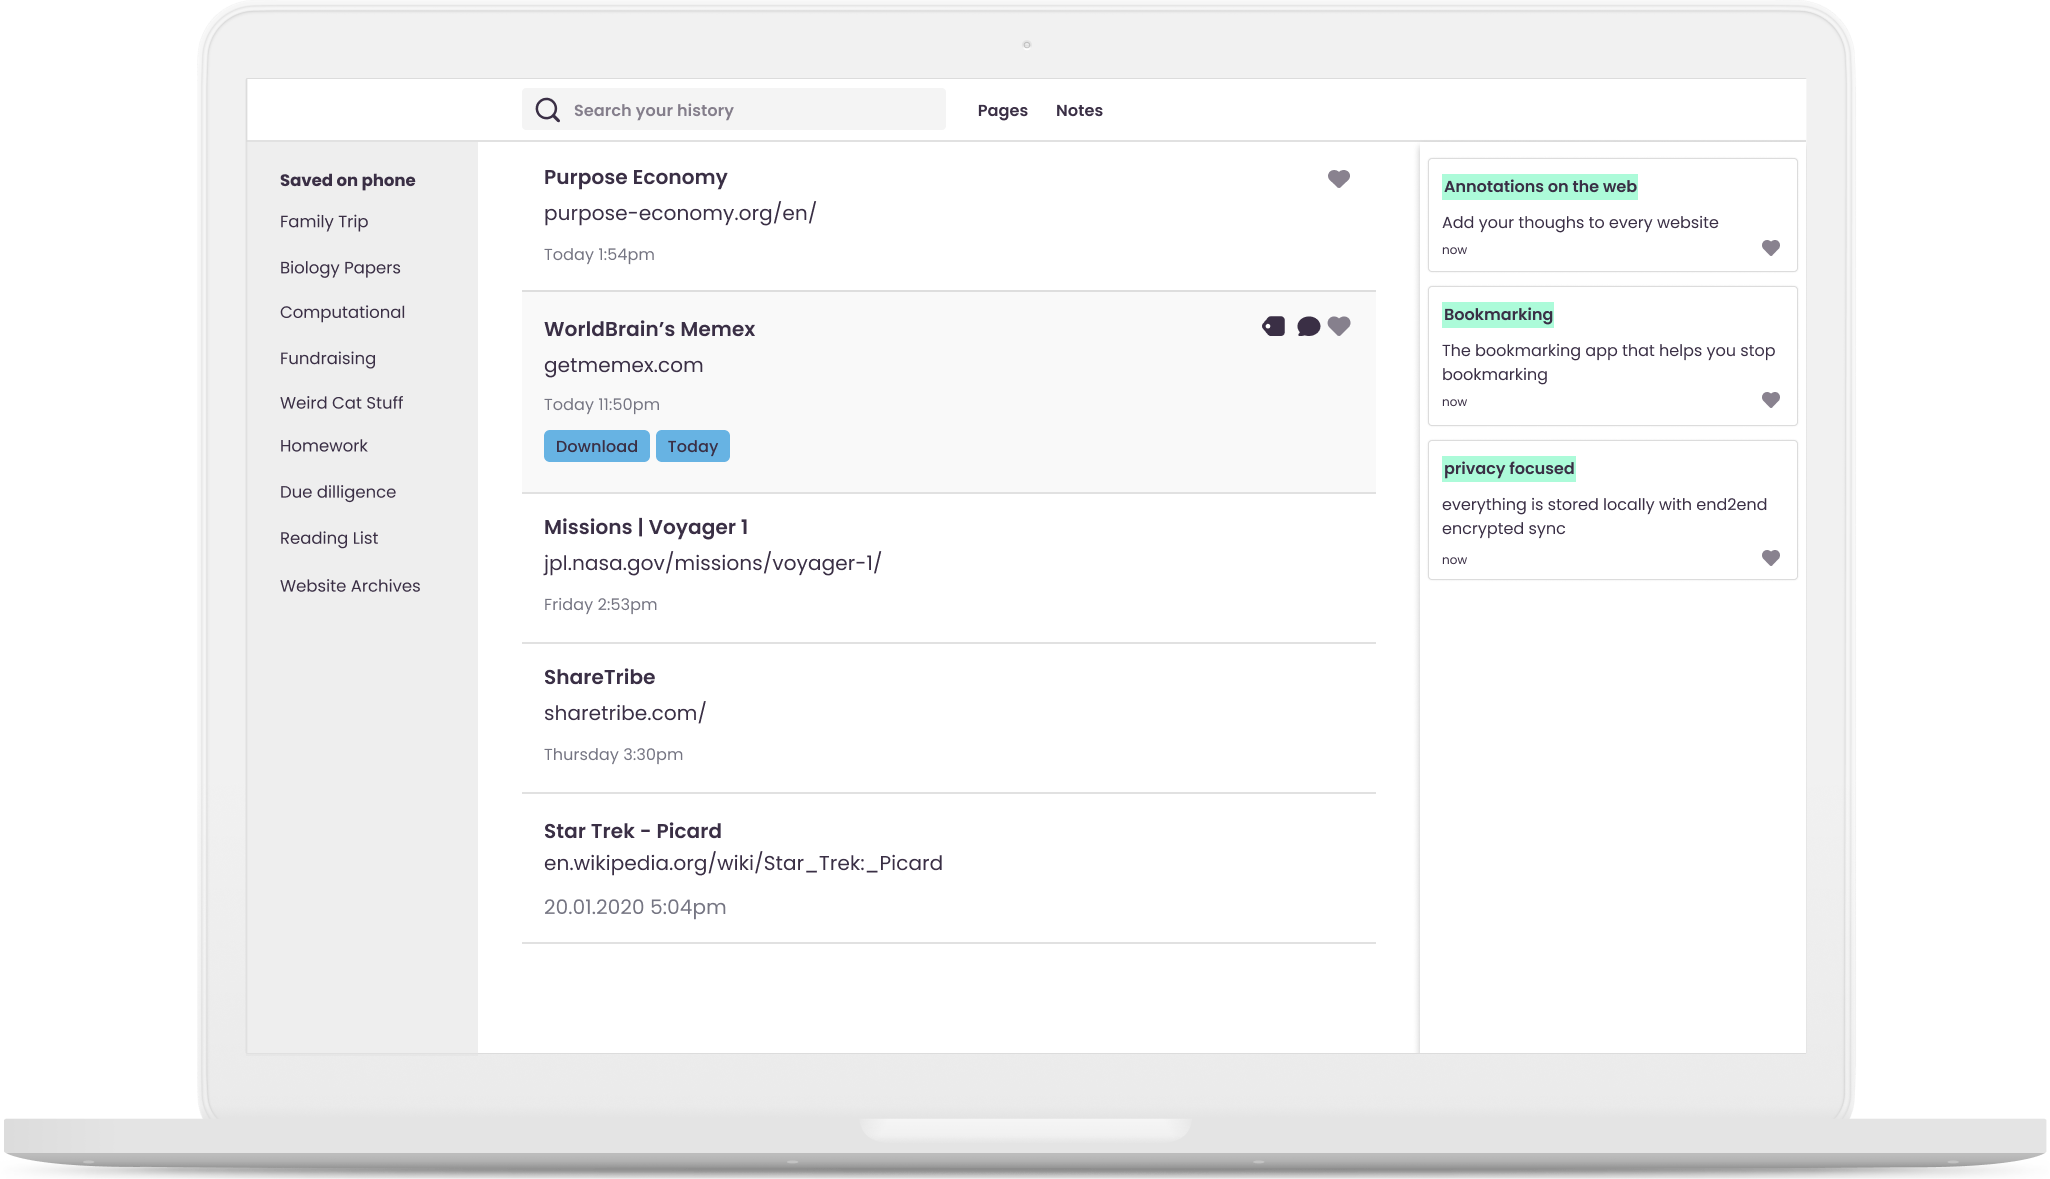 Search your history
Pages
Notes
Saved on phone
Family Trip
Biology Papers
Computational
Fundraising
Weird Cat Stuff
Homework
Due dilligence
Reading List
Website Archives
Purpose Economy
purpose-economy.org/en/
Today 1:54pm
WorldBrain’s Memex
getmemex.com
Today 11:50pm
Download
Today
Missions | Voyager 1
jpl.nasa.gov/missions/voyager-1/
Friday 2:53pm
ShareTribe
sharetribe.com/
Thursday 3:30pm
Star Trek - Picard
en.wikipedia.org/wiki/Star_Trek:_Picard
20.01.2020 5:04pm
Annotations on the web
Add your thoughs to every website
now
Bookmarking
The bookmarking app that helps you stop
bookmarking
now
privacy focused
everything is stored locally with end2end
encrypted sync
now